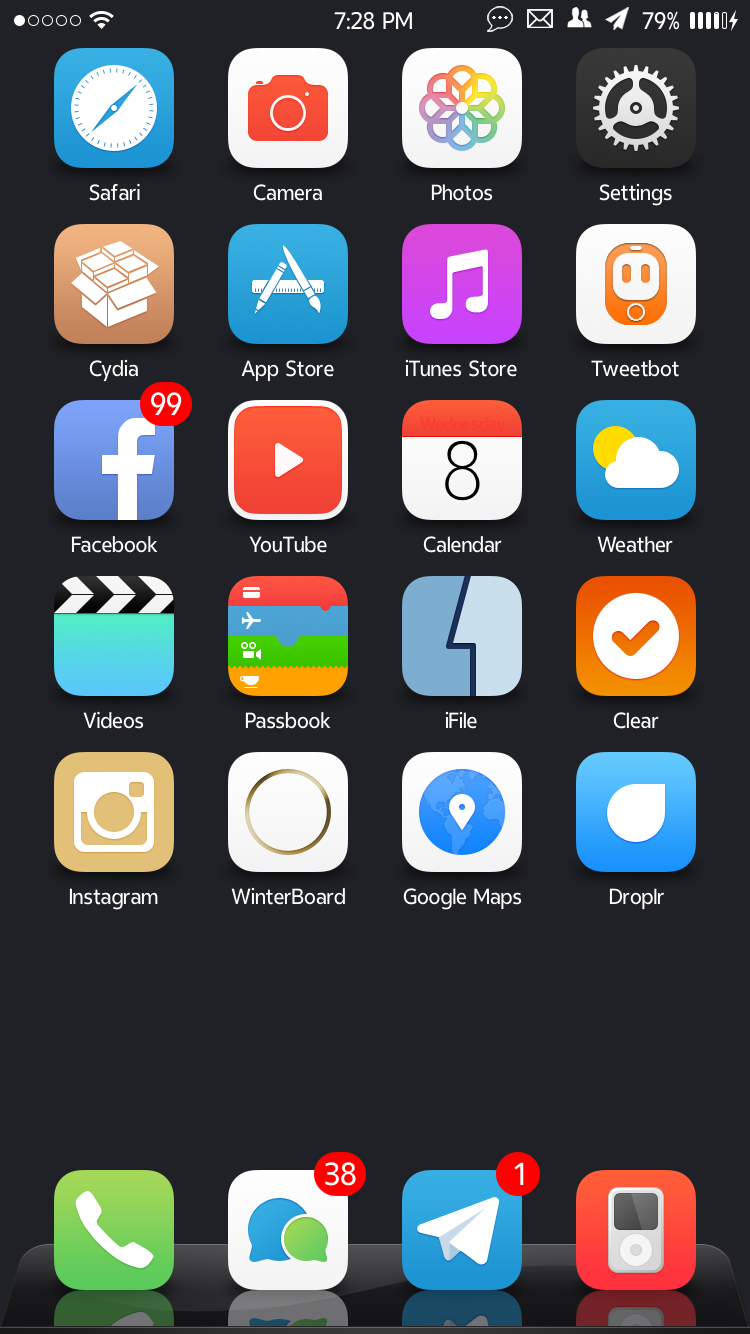 7:28 PM 79%
Safari Camera Photos Settings
Cydia App Store iTunes Store Tweetbot
99
Wednesday
8
Facebook YouTube Calendar Weather
Videos Passbook iFile Clear
Instagram WinterBoard Google Maps Droplr
38 1